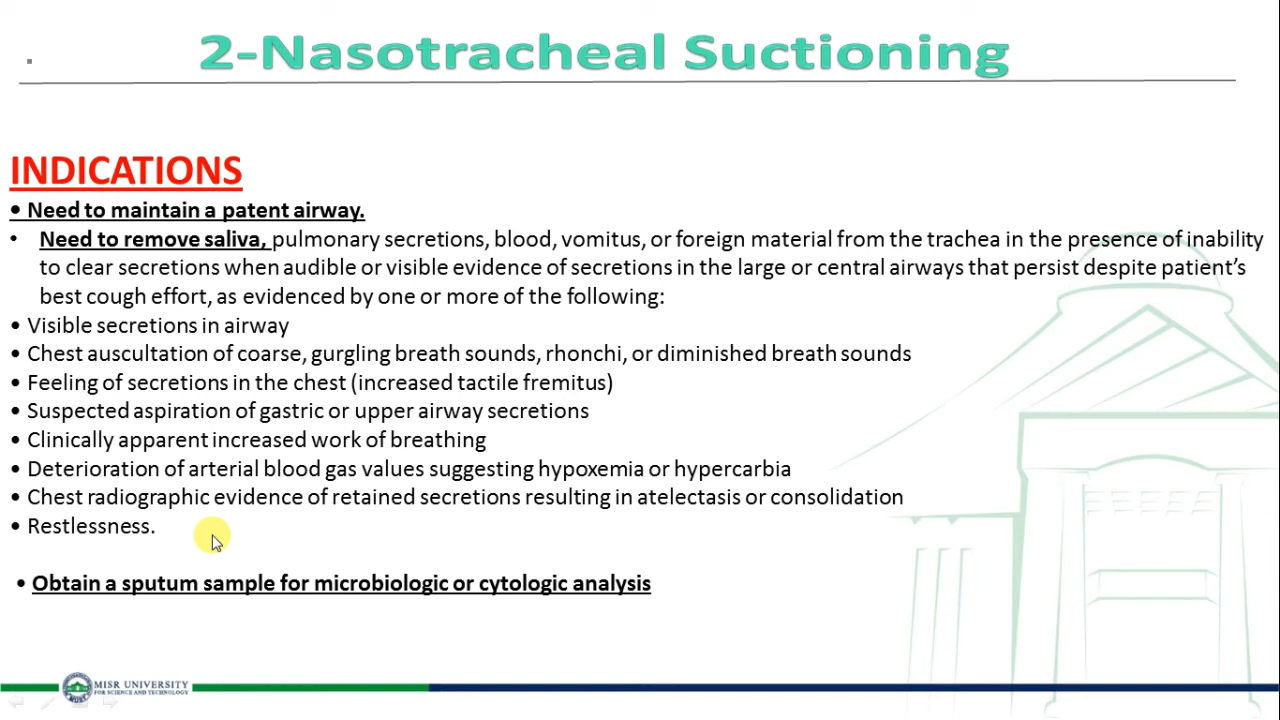 2-Nasotracheal Suctioning
INDICATIONS
• Need to maintain a patent airway.
• Need to remove saliva, pulmonary secretions, blood, vomitus, or foreign material from the trachea in the presence of inability
to clear secretions when audible or visible evidence of secretions in the large or central airways that persist despite patient's
best cough effort, as evidenced by one or more of the following:
• Visible secretions in airway
• Chest auscultation of coarse, gurgling breath sounds, rhonchi, or diminished breath sounds
• Feeling of secretions in the chest (increased tactile fremitus)
• Suspected aspiration of gastric or upper airway secretions
• Clinically apparent increased work of breathing
• Deterioration of arterial blood gas values suggesting hypoxemia or hypercarbia
• Chest radiographic evidence of retained secretions resulting in atelectasis or consolidation
• Restlessness.
• Obtain a sputum sample for microbiologic or cytologic analysis
MISR UNIVERSITY
FOR SCIENCE AND TECHNOLOGY